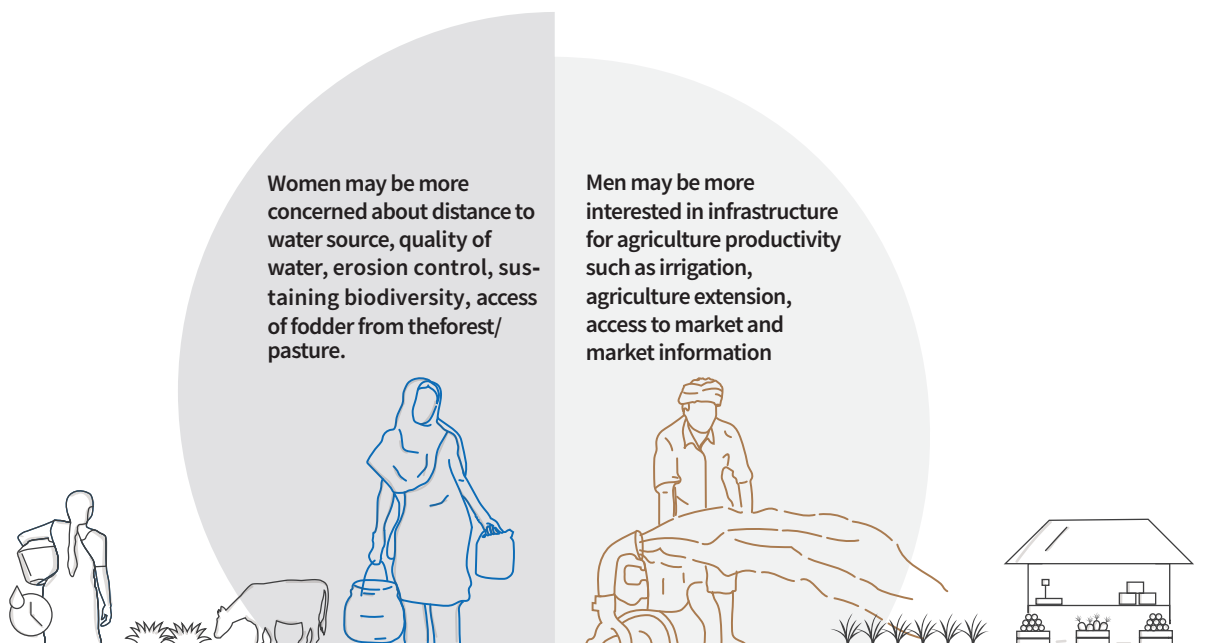 Women may be more
concerned about distance to
water source, quality of
water, erosion control, sus-
taining biodiversity, access
of fodder from theforest/
pasture.
Men may be more
interested in infrastructure
for agriculture productivity
such as irrigation,
agriculture extension,
access to market and
market information